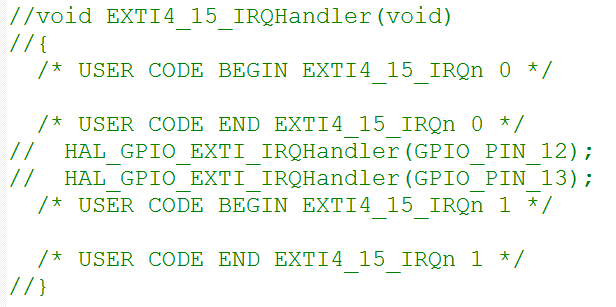 //void EXTI4_15_IRQHandler(void)
//{
  /* USER CODE BEGIN EXTI4_15_IRQn 0 */
  /* USER CODE END EXTI4_15_IRQn 0 */
//  HAL_GPIO_EXTI_IRQHandler(GPIO_PIN_12);
//  HAL_GPIO_EXTI_IRQHandler(GPIO_PIN_13);
  /* USER CODE BEGIN EXTI4_15_IRQn 1 */
  /* USER CODE END EXTI4_15_IRQn 1 */
//}